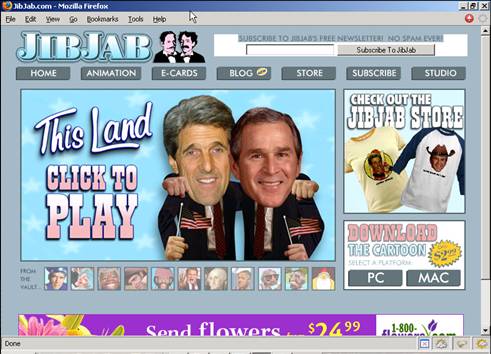 JibJab.com - Mozilla Firefox
File Edit View Go Bookmarks Tools Help
JIBJAB
SUBSCRIBE TO JIBJAB'S FREE NEWSLETTER! NO SPAM EVER!
Subscribe To JibJab
HOME ANIMATION E-CARDS BLOG STORE SUBSCRIBE STUDIO
This Land
CLICK TO
PLAY
CHECK OUT THE
JIBJAB STORE
DOWNLOAD
THE CARTOON
ONLY $2.99
SELECT A PLATFORM:
PC MAC
FROM
THE
VAULT...
Send flowers $24.99
1-800-
flowers.com
Done